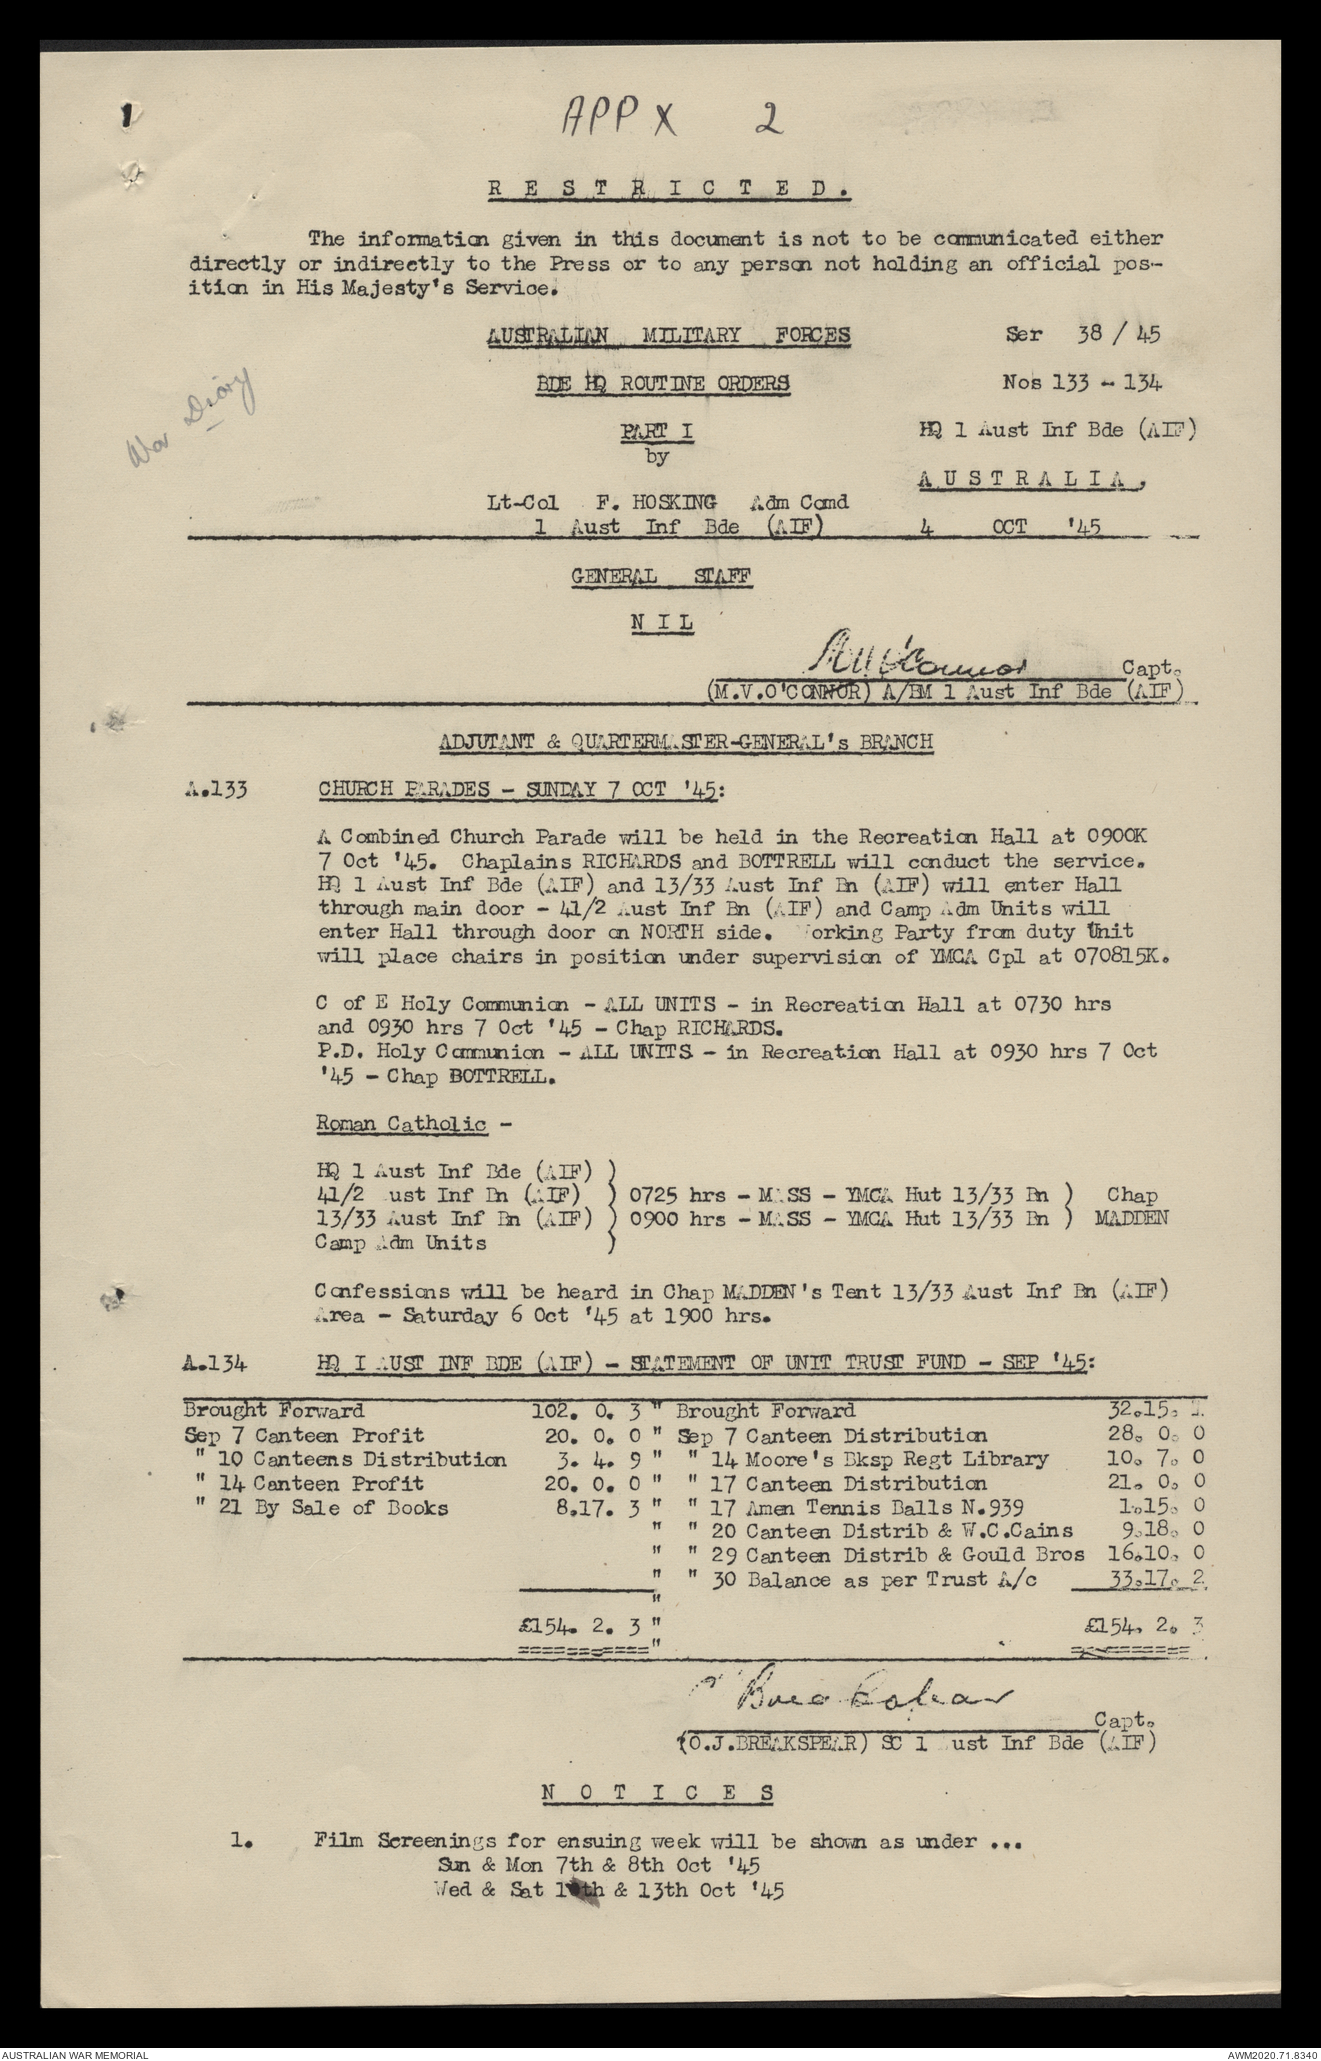 APP X 2
RESTRICTED.
The information given in this document is not to be communicated either
directly or indirectly to the Press or to any person not holding an official pos-
ition in His Majesty's Service.
AUSTRALIAN MILITARY FORCES Ser 38 / 45
BDE HQ ROUTINE ORDERS Nos 133 - 134
War Diary
PART I HQ 1 Aust Inf Bde (AIF)
by
AUSTRALIA,
Lt-Col F. HOSKING Adm Comd
1 Aust Inf Bde (AIF) 4 OCT '45
GENERAL STAFF
NIL
Capt.
(M.V.O'CONNOR) A/BM 1 Aust Inf Bde (AIF)
ADJUTANT & QUARTERMASTER-GENERAL's BRANCH
A.133 CHURCH PARADES - SUNDAY 7 OCT '45:
A Combined Church Parade will be held in the Recreation Hall at 0900K
7 Oct '45. Chaplains RICHARDS and BOTTRELL will conduct the service.
HQ 1 Aust Inf Bde (AIF) and 13/33 Aust Inf Bn (AIF) will enter Hall
through main door - 41/2 Aust Inf Bn (AIF) and Camp Adm Units will
enter Hall through door on NORTH side. Working Party from duty Unit
will place chairs in position under supervision of YMCA Cpl at 070815K.
C of E Holy Communion - ALL UNITS - in Recreation Hall at 0730 hrs
and 0930 hrs 7 Oct '45 - Chap RICHARDS.
P.D. Holy Communion - ALL UNITS - in Recreation Hall at 0930 hrs 7 Oct
'45 - Chap BOTTRELL.
Roman Catholic -
HQ 1 Aust Inf Bde (AIF) )
41/2 Aust Inf Bn (AIF) ) 0725 hrs - MASS - YMCA Hut 13/33 Bn ) Chap
13/33 Aust Inf Bn (AIF) ) 0900 hrs - MASS - YMCA Hut 13/33 Bn ) MADDEN
Camp Adm Units )
Confessions will be heard in Chap MADDEN's Tent 13/33 Aust Inf Bn (AIF)
Area - Saturday 6 Oct '45 at 1900 hrs.
A.134 HQ I AUST INF BDE (AIF) - STATEMENT OF UNIT TRUST FUND - SEP '45:
Brought Forward 102. 0. 3 " Brought Forward 32.15. 1
Sep 7 Canteen Profit 20. 0. 0 " Sep 7 Canteen Distribution 28. 0. 0
" 10 Canteens Distribution 3. 4. 9 " " 14 Moore's Bksp Regt Library 10. 7. 0
" 14 Canteen Profit 20. 0. 0 " " 17 Canteen Distribution 21. 0. 0
" 21 By Sale of Books 8.17. 3 " " 17 Amen Tennis Balls N.939 1.15. 0
" " 20 Canteen Distrib & W.C.Cains 9.18. 0
" " 29 Canteen Distrib & Gould Bros 16.10. 0
" " 30 Balance as per Trust A/c 33.17. 2
"
£154. 2. 3 " £154. 2. 3
"
Capt.
(O.J.BREAKSPEAR) SC 1 Aust Inf Bde (AIF)
NOTICES
1. Film Screenings for ensuing week will be shown as under ...
Sun & Mon 7th & 8th Oct '45
Wed & Sat 10th & 13th Oct '45
AUSTRALIAN WAR MEMORIAL AWM2020.71.8340